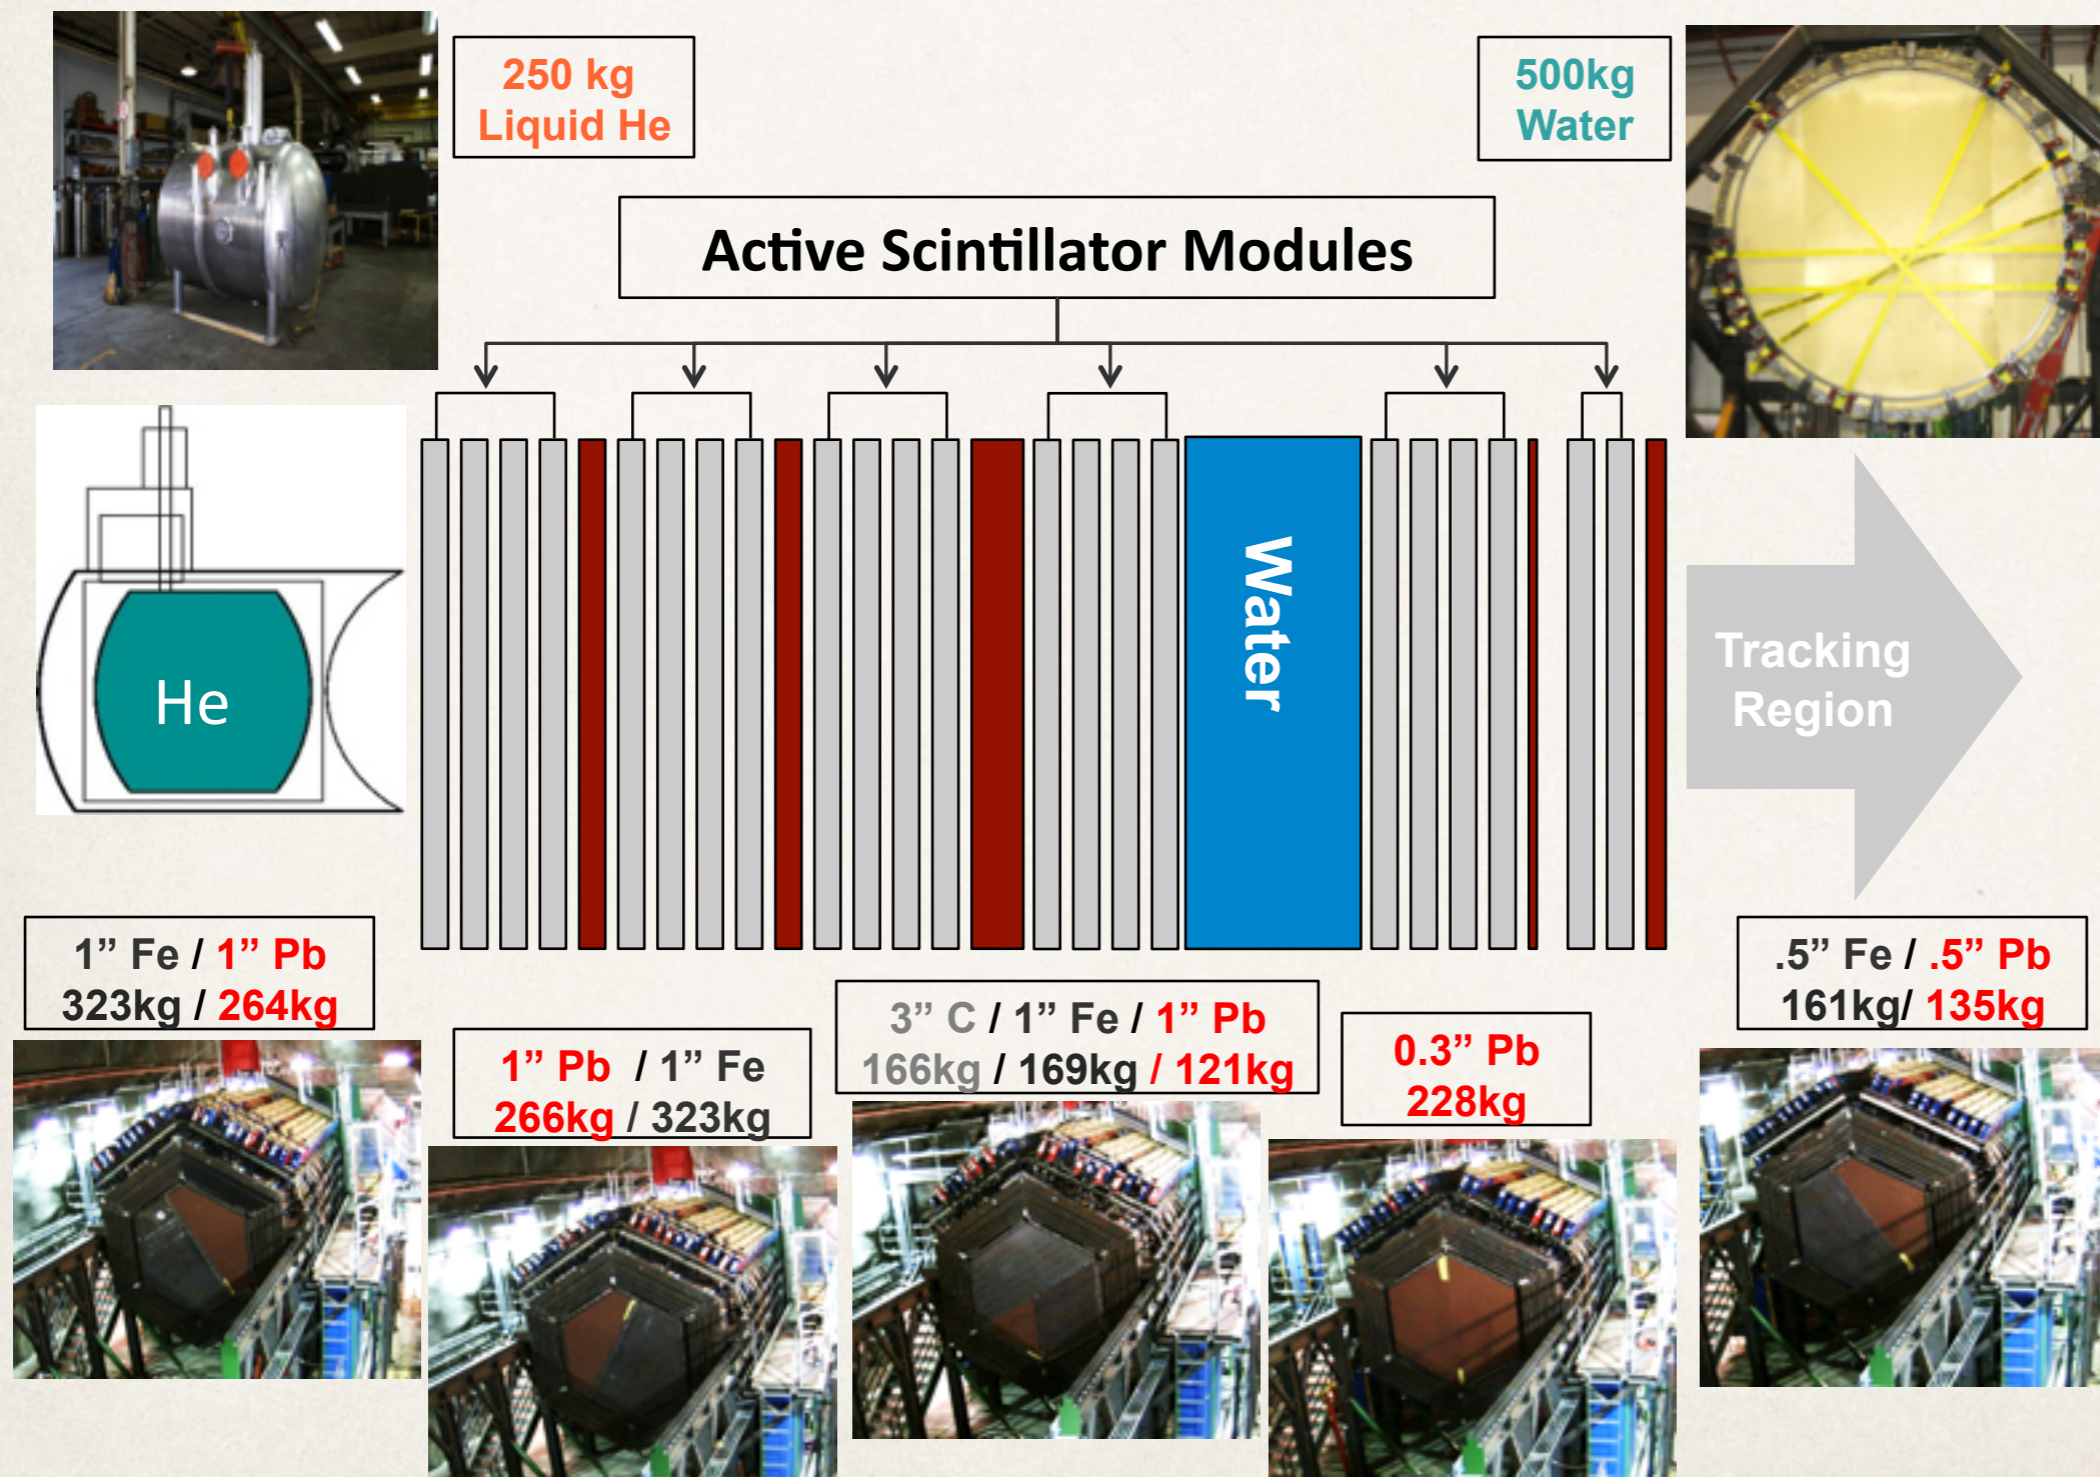 250 kg
Liquid He
500kg
Water
Active Scintillator Modules
He
Water
Tracking
Region
1” Fe / 1” Pb
323kg / 264kg
1” Pb / 1” Fe
266kg / 323kg
3” C / 1” Fe / 1” Pb
166kg / 169kg / 121kg
0.3” Pb
228kg
.5” Fe / .5” Pb
161kg/ 135kg